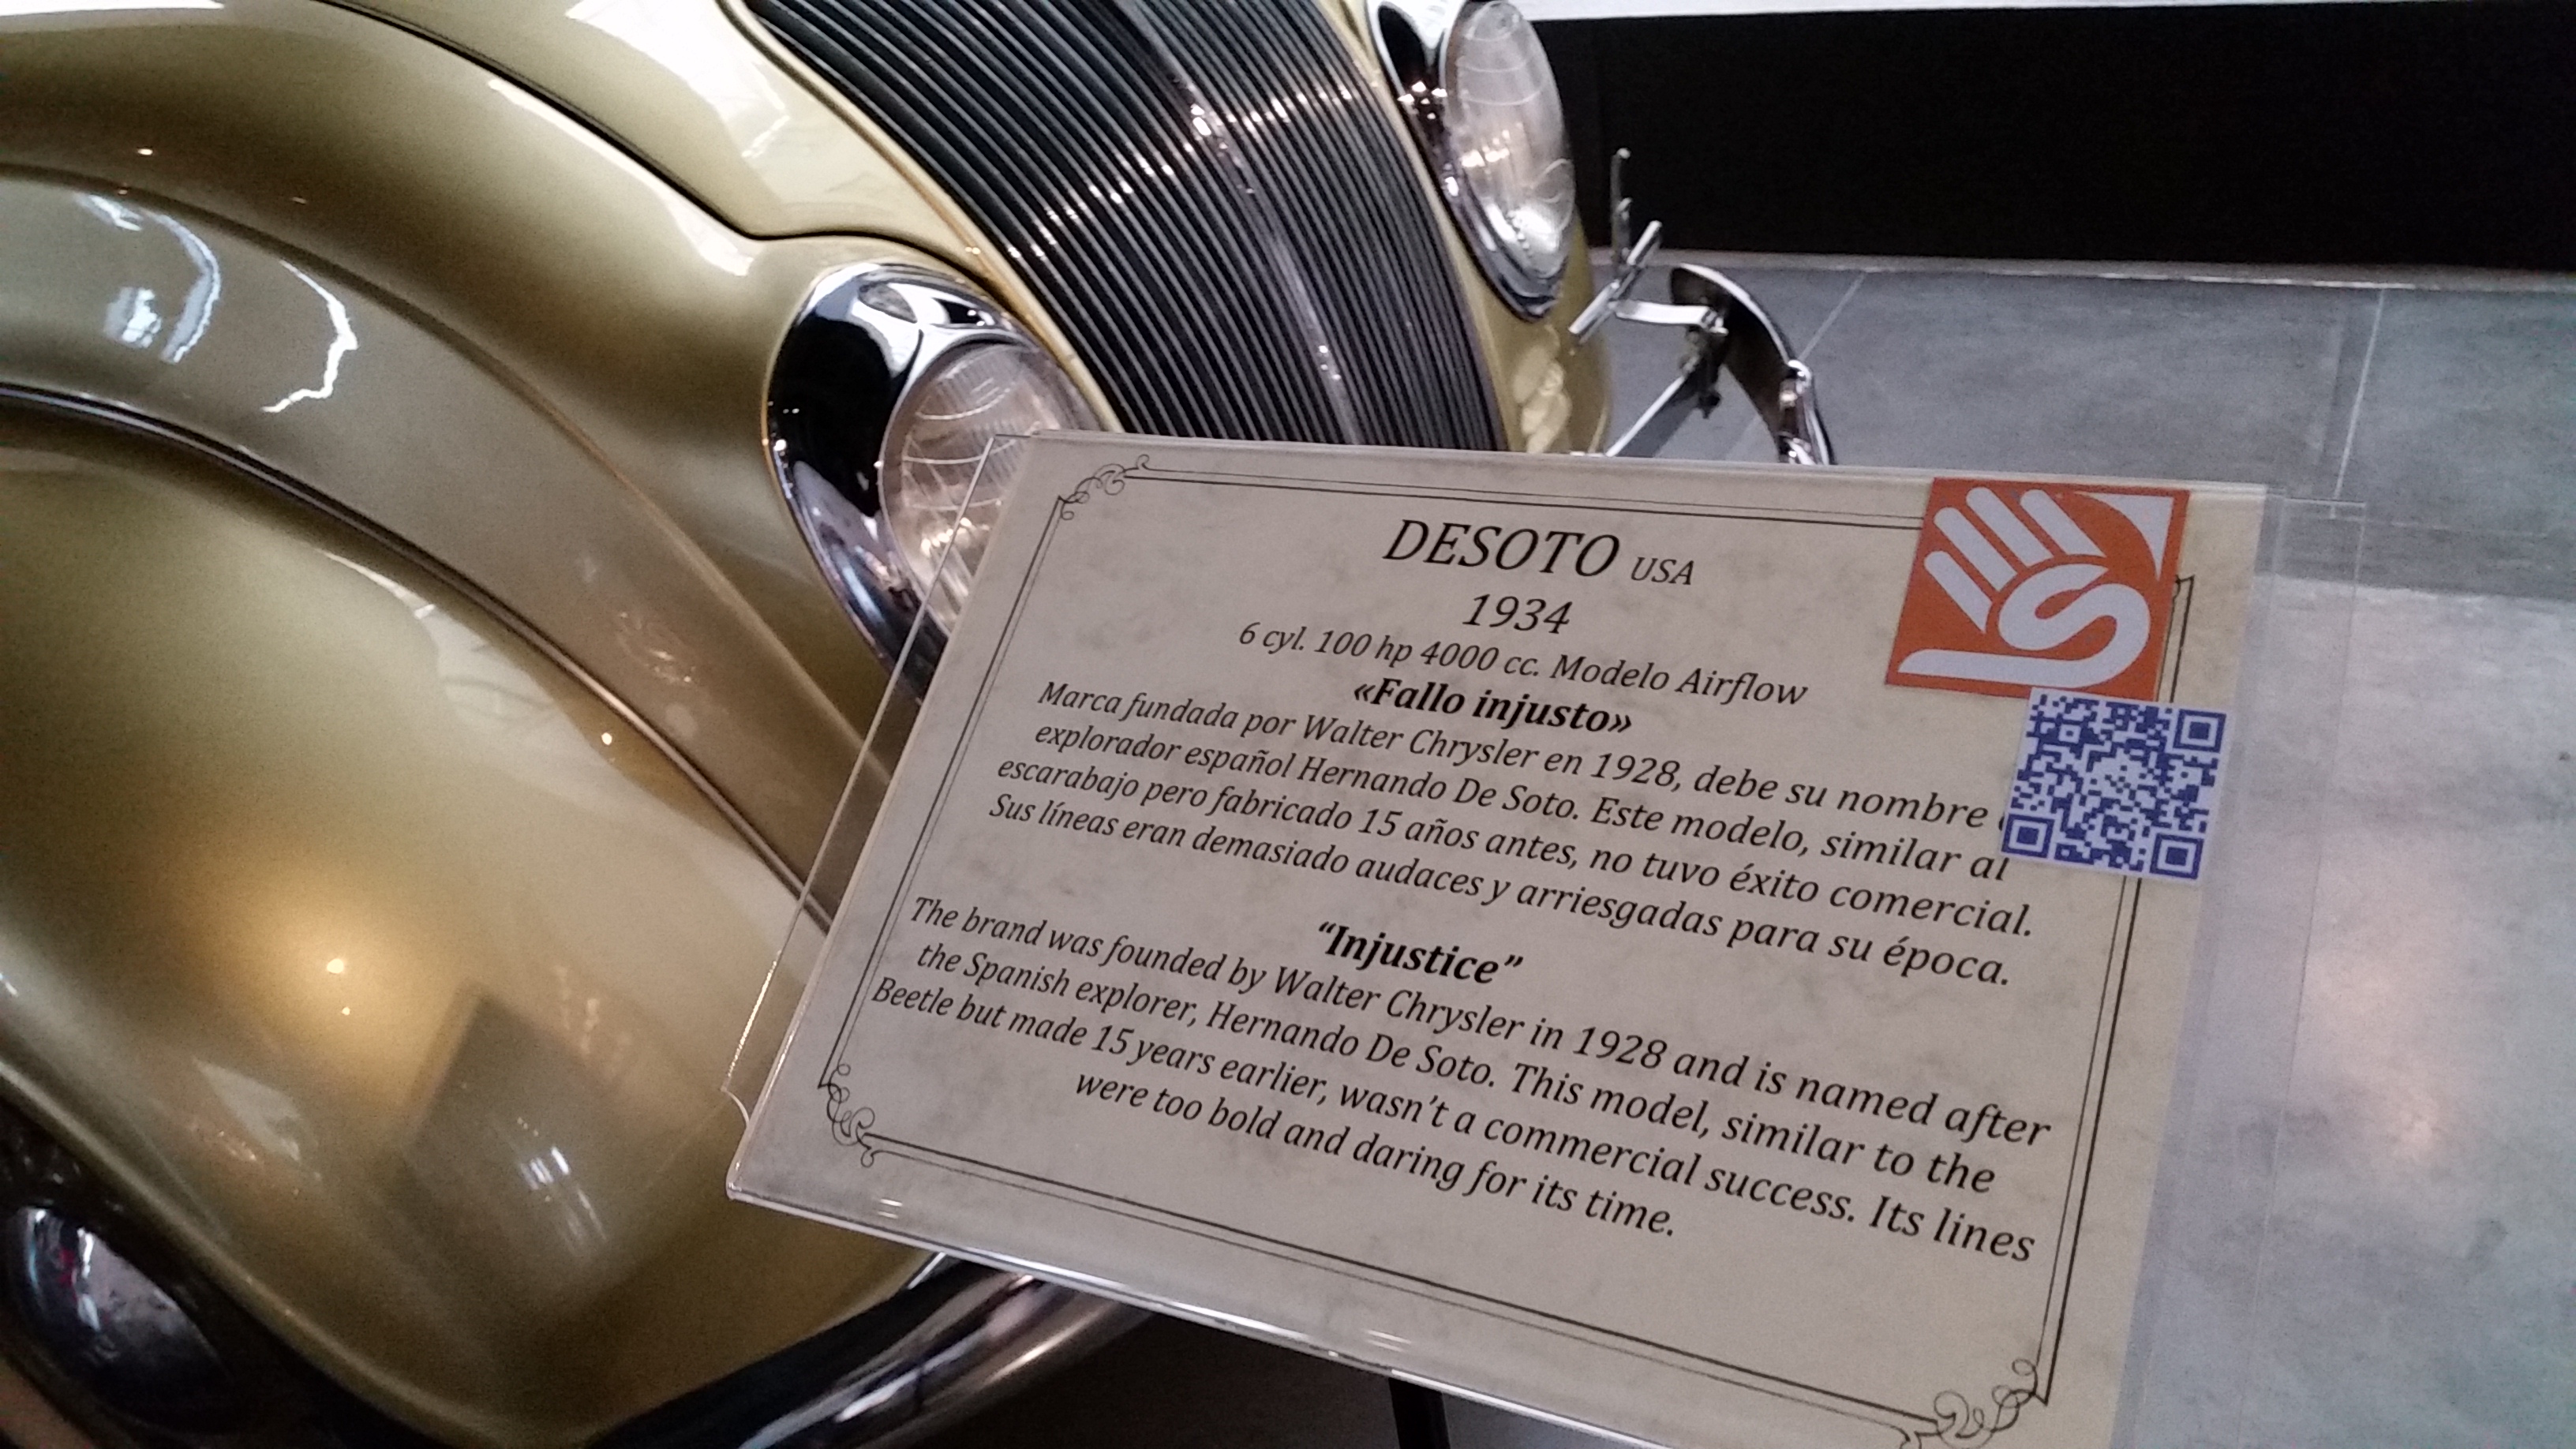 DESOTO USA
1934
6 cyl. 100 hp 4000 cc. Modelo Airflow
«Fallo injusto»
Marca fundada por Walter Chrysler en 1928, debe su nombre
explorador español Hernando De Soto. Este modelo, similar al
escarabajo pero fabricado 15 años antes, no tuvo éxito comercial.
Sus líneas eran demasiado audaces y arriesgadas para su época.
“Injustice”
The brand was founded by Walter Chrysler in 1928 and is named after
the Spanish explorer, Hernando De Soto. This model, similar to the
Beetle but made 15 years earlier, wasn't a commercial success. Its lines
were too bold and daring for its time.